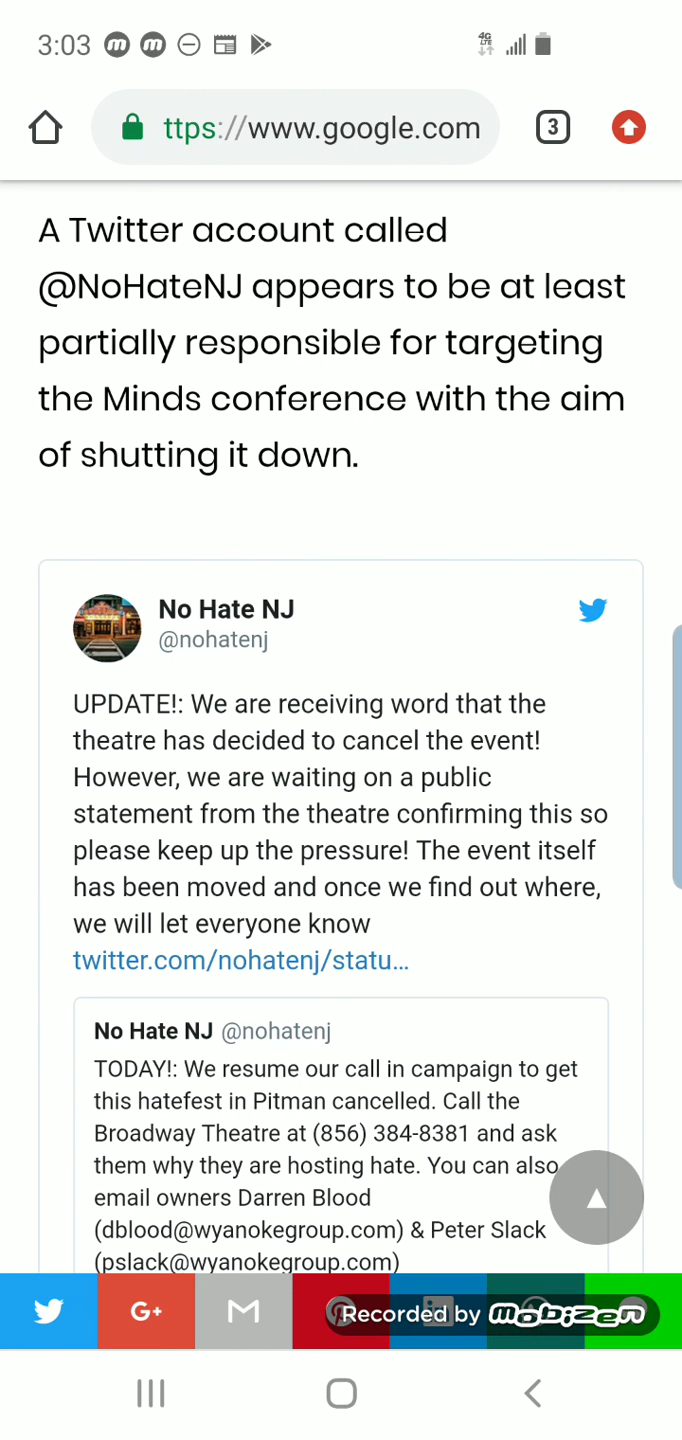 3:03
4G
LTE
ttps://www.google.com
3
A Twitter account called
@NoHateNJ appears to be at least
partially responsible for targeting
the Minds conference with the aim
of shutting it down.
No Hate NJ
@nohatenj
UPDATE!: We are receiving word that the
theatre has decided to cancel the event!
However, we are waiting on a public
statement from the theatre confirming this so
please keep up the pressure! The event itself
has been moved and once we find out where,
we will let everyone know
twitter.com/nohatenj/statu...
No Hate NJ @nohatenj
TODAY!: We resume our call in campaign to get
this hatefest in Pitman cancelled. Call the
Broadway Theatre at (856) 384-8381 and ask
them why they are hosting hate. You can also
email owners Darren Blood
(dblood@wyanokegroup.com) & Peter Slack
(pslack@wyanokegroup.com)
G+
Recorded by mobizen